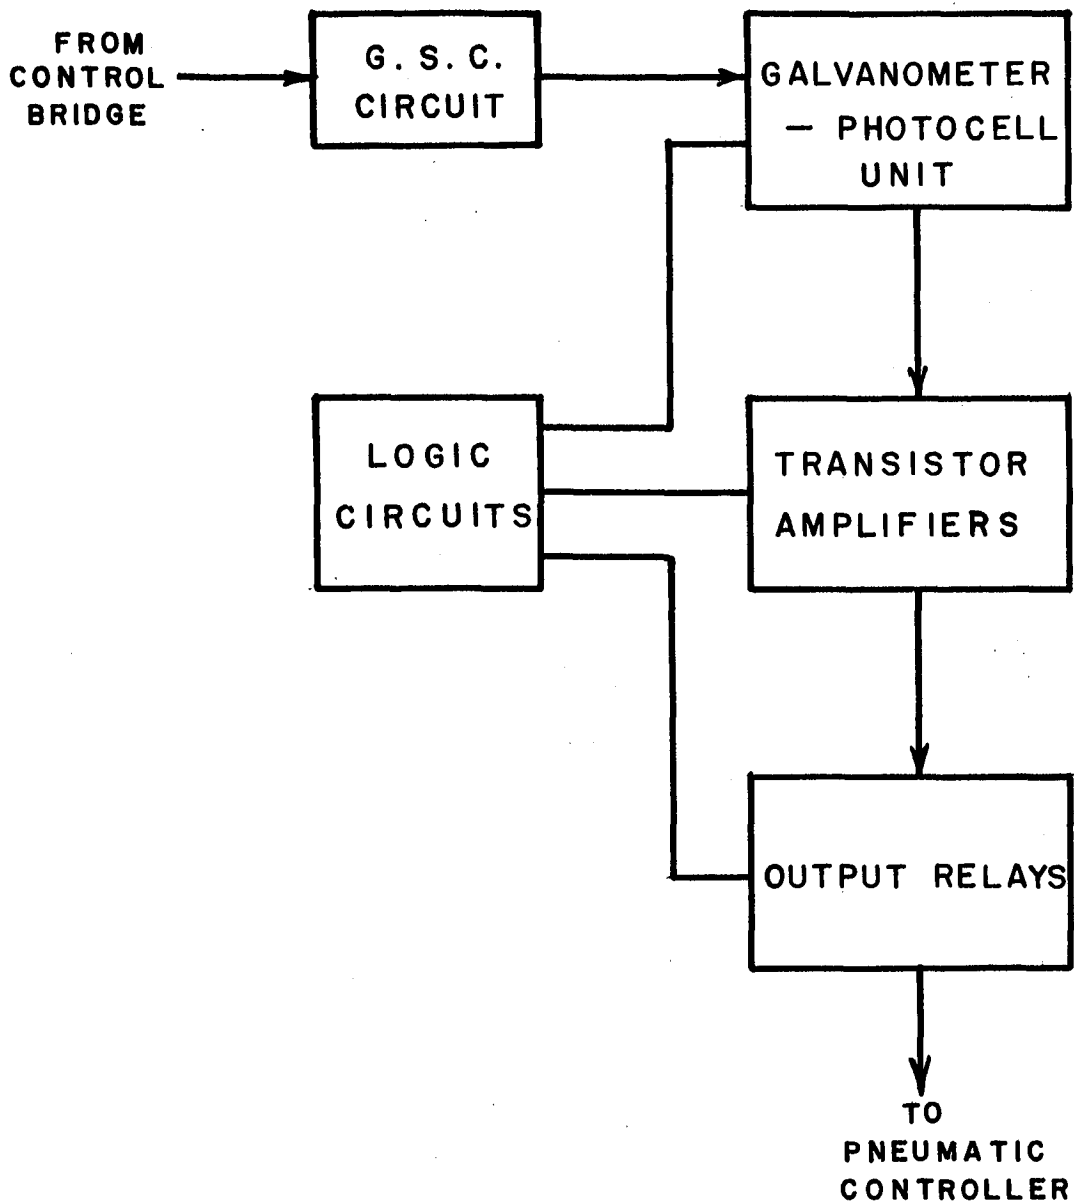 FROM
CONTROL
BRIDGE
G. S. C.
CIRCUIT
GALVANOMETER
— PHOTOCELL
UNIT
LOGIC
CIRCUITS
TRANSISTOR
AMPLIFIERS
OUTPUT RELAYS
TO
PNEUMATIC
CONTROLLER